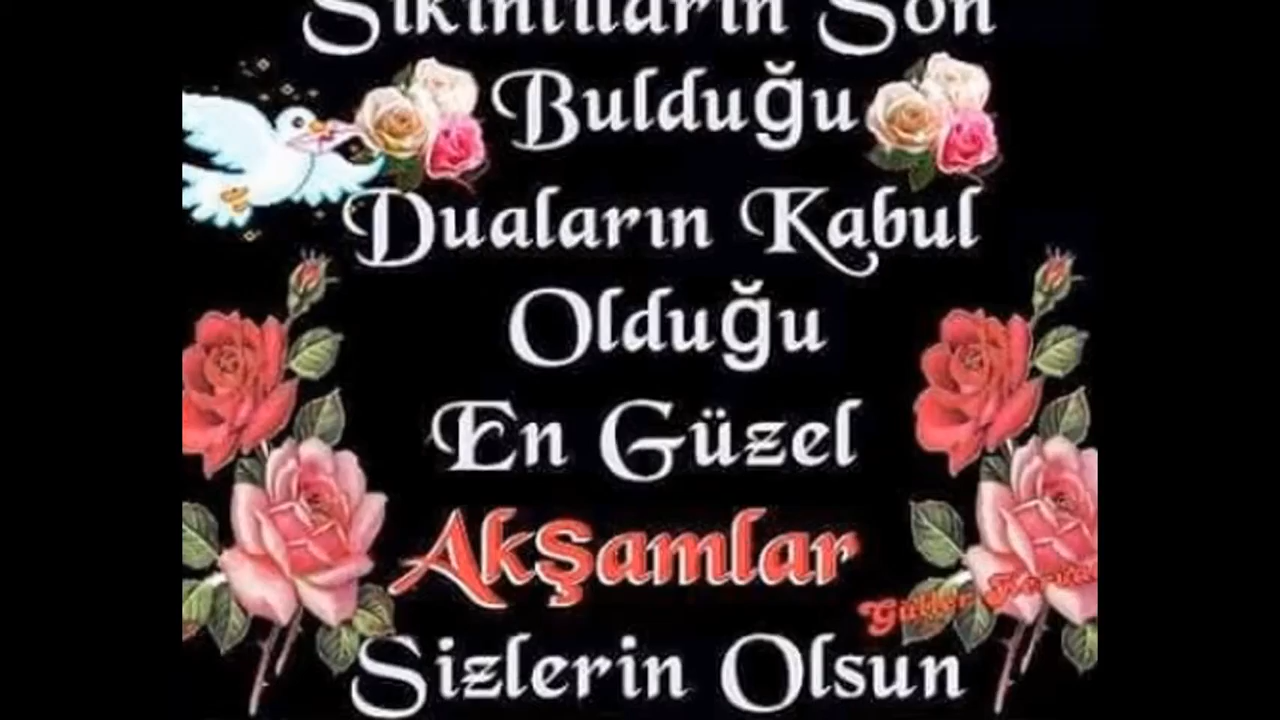 Sıkıntıların Son
Bulduğu
Duaların Kabul
Olduğu
En Güzel
Akşamlar
Sizlerin Olsun